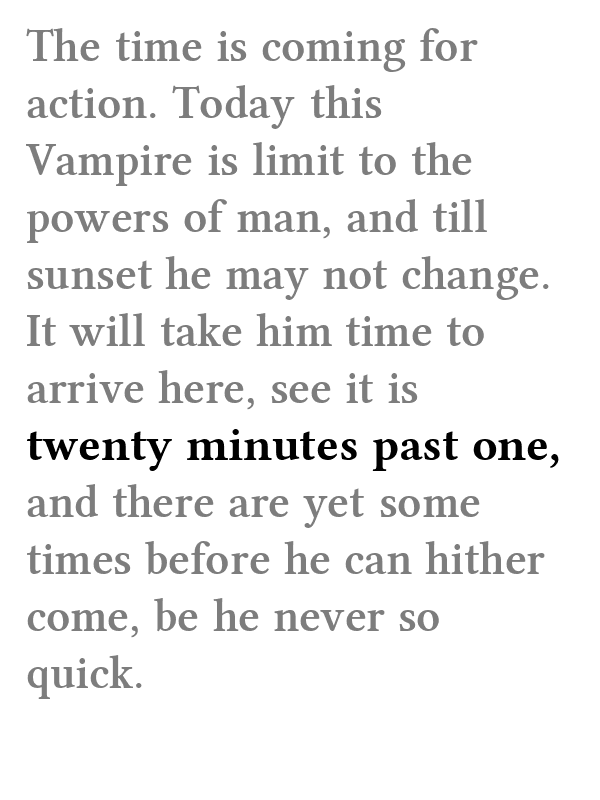 The time is coming for
action. Today this
Vampire is limit to the
powers of man, and till
sunset he may not change.
It will take him time to
arrive here, see it is
twenty minutes past one,
and there are yet some
times before he can hither
come, be he never so
quick.